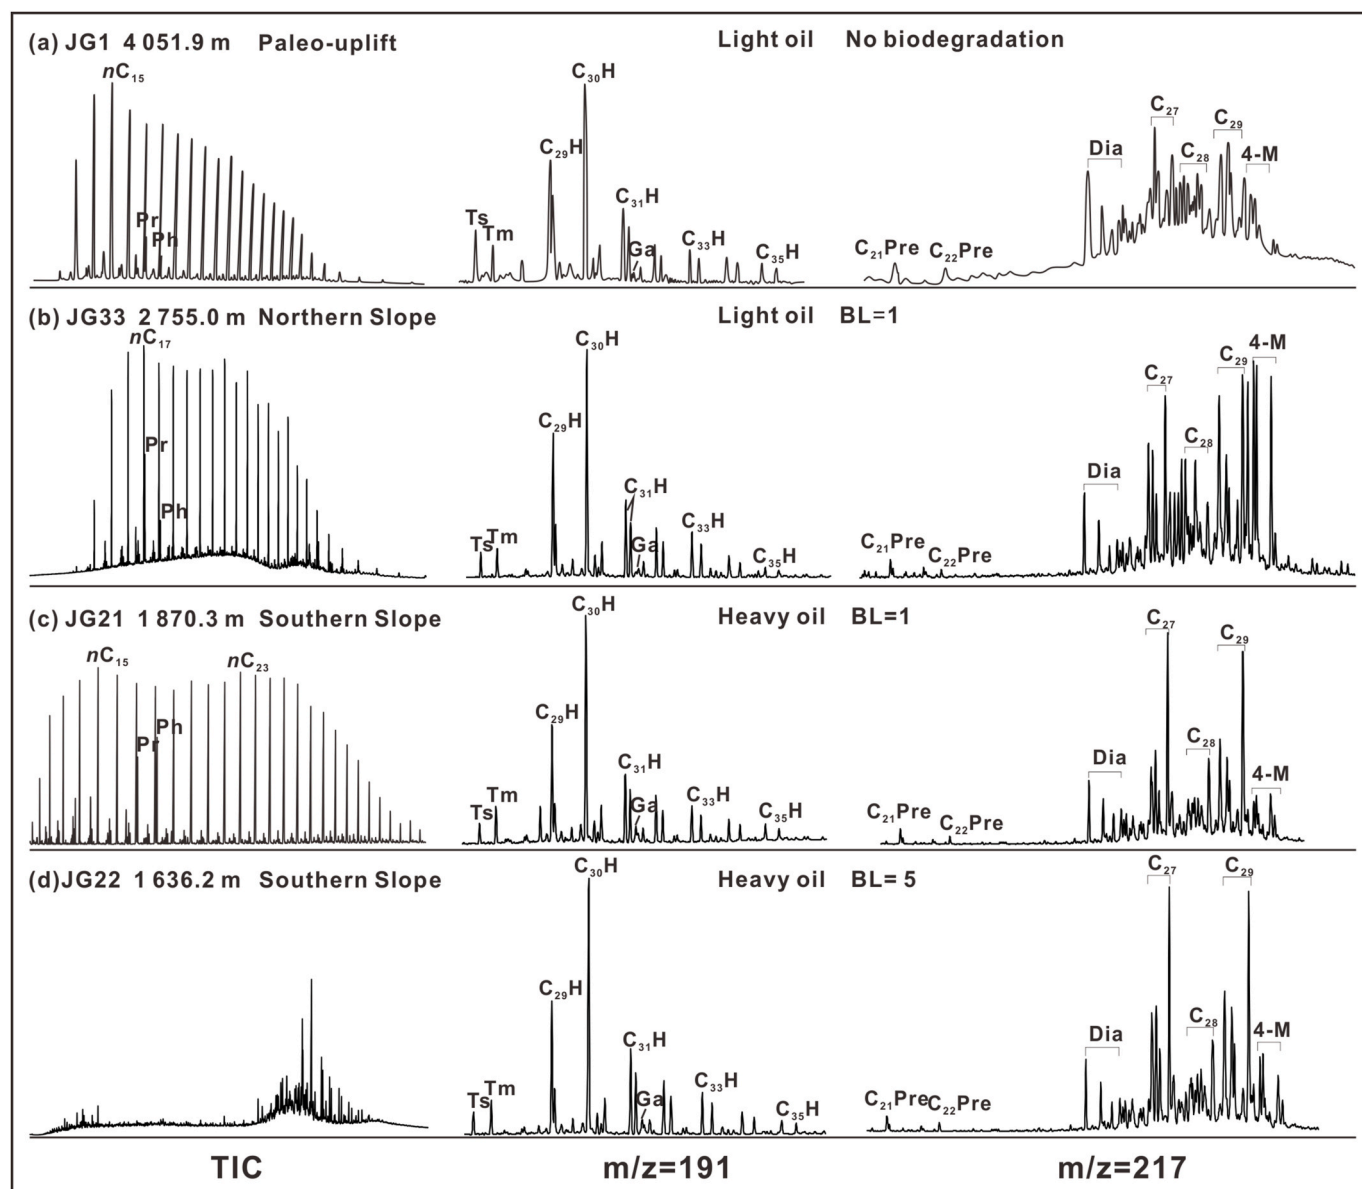 (a) JG1 4 051.9 m Paleo-uplift Light oil No biodegradation
nC₁₅ Pr Ph
C₂₉H C₃₀H Ts Tm C₃₁H Ga C₃₃H C₃₅H
C₂₁Pre C₂₂Pre Dia C₂₇ C₂₈ C₂₉ 4-M
(b) JG33 2 755.0 m Northern Slope Light oil BL=1
nC₁₇ Pr Ph
Ts Tm C₂₉H C₃₀H C₃₁H Ga C₃₃H C₃₅H
C₂₁Pre C₂₂Pre Dia C₂₇ C₂₈ C₂₉ 4-M
(c) JG21 1 870.3 m Southern Slope Heavy oil BL=1
nC₁₅ nC₂₃ Pr Ph
Ts Tm C₂₉H C₃₀H C₃₁H Ga C₃₃H C₃₅H
C₂₁Pre C₂₂Pre Dia C₂₇ C₂₈ C₂₉ 4-M
(d) JG22 1 636.2 m Southern Slope Heavy oil BL= 5
Ts Tm C₂₉H C₃₀H C₃₁H Ga C₃₃H C₃₅H
C₂₁Pre C₂₂Pre Dia C₂₇ C₂₈ C₂₉ 4-M
TIC m/z=191 m/z=217